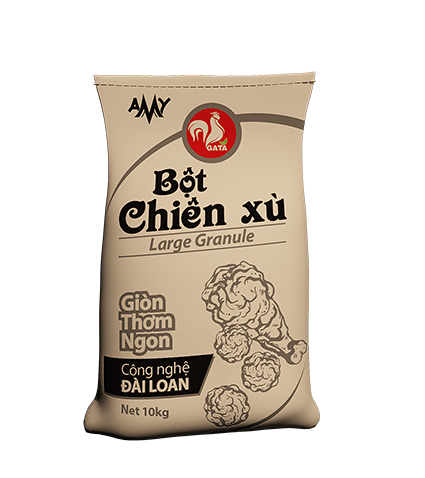 AMY
GATA
Bột
Chiên xù
Large Granule
Giòn
Thơm
Ngon
Công nghệ
ĐÀI LOAN
Net 10kg